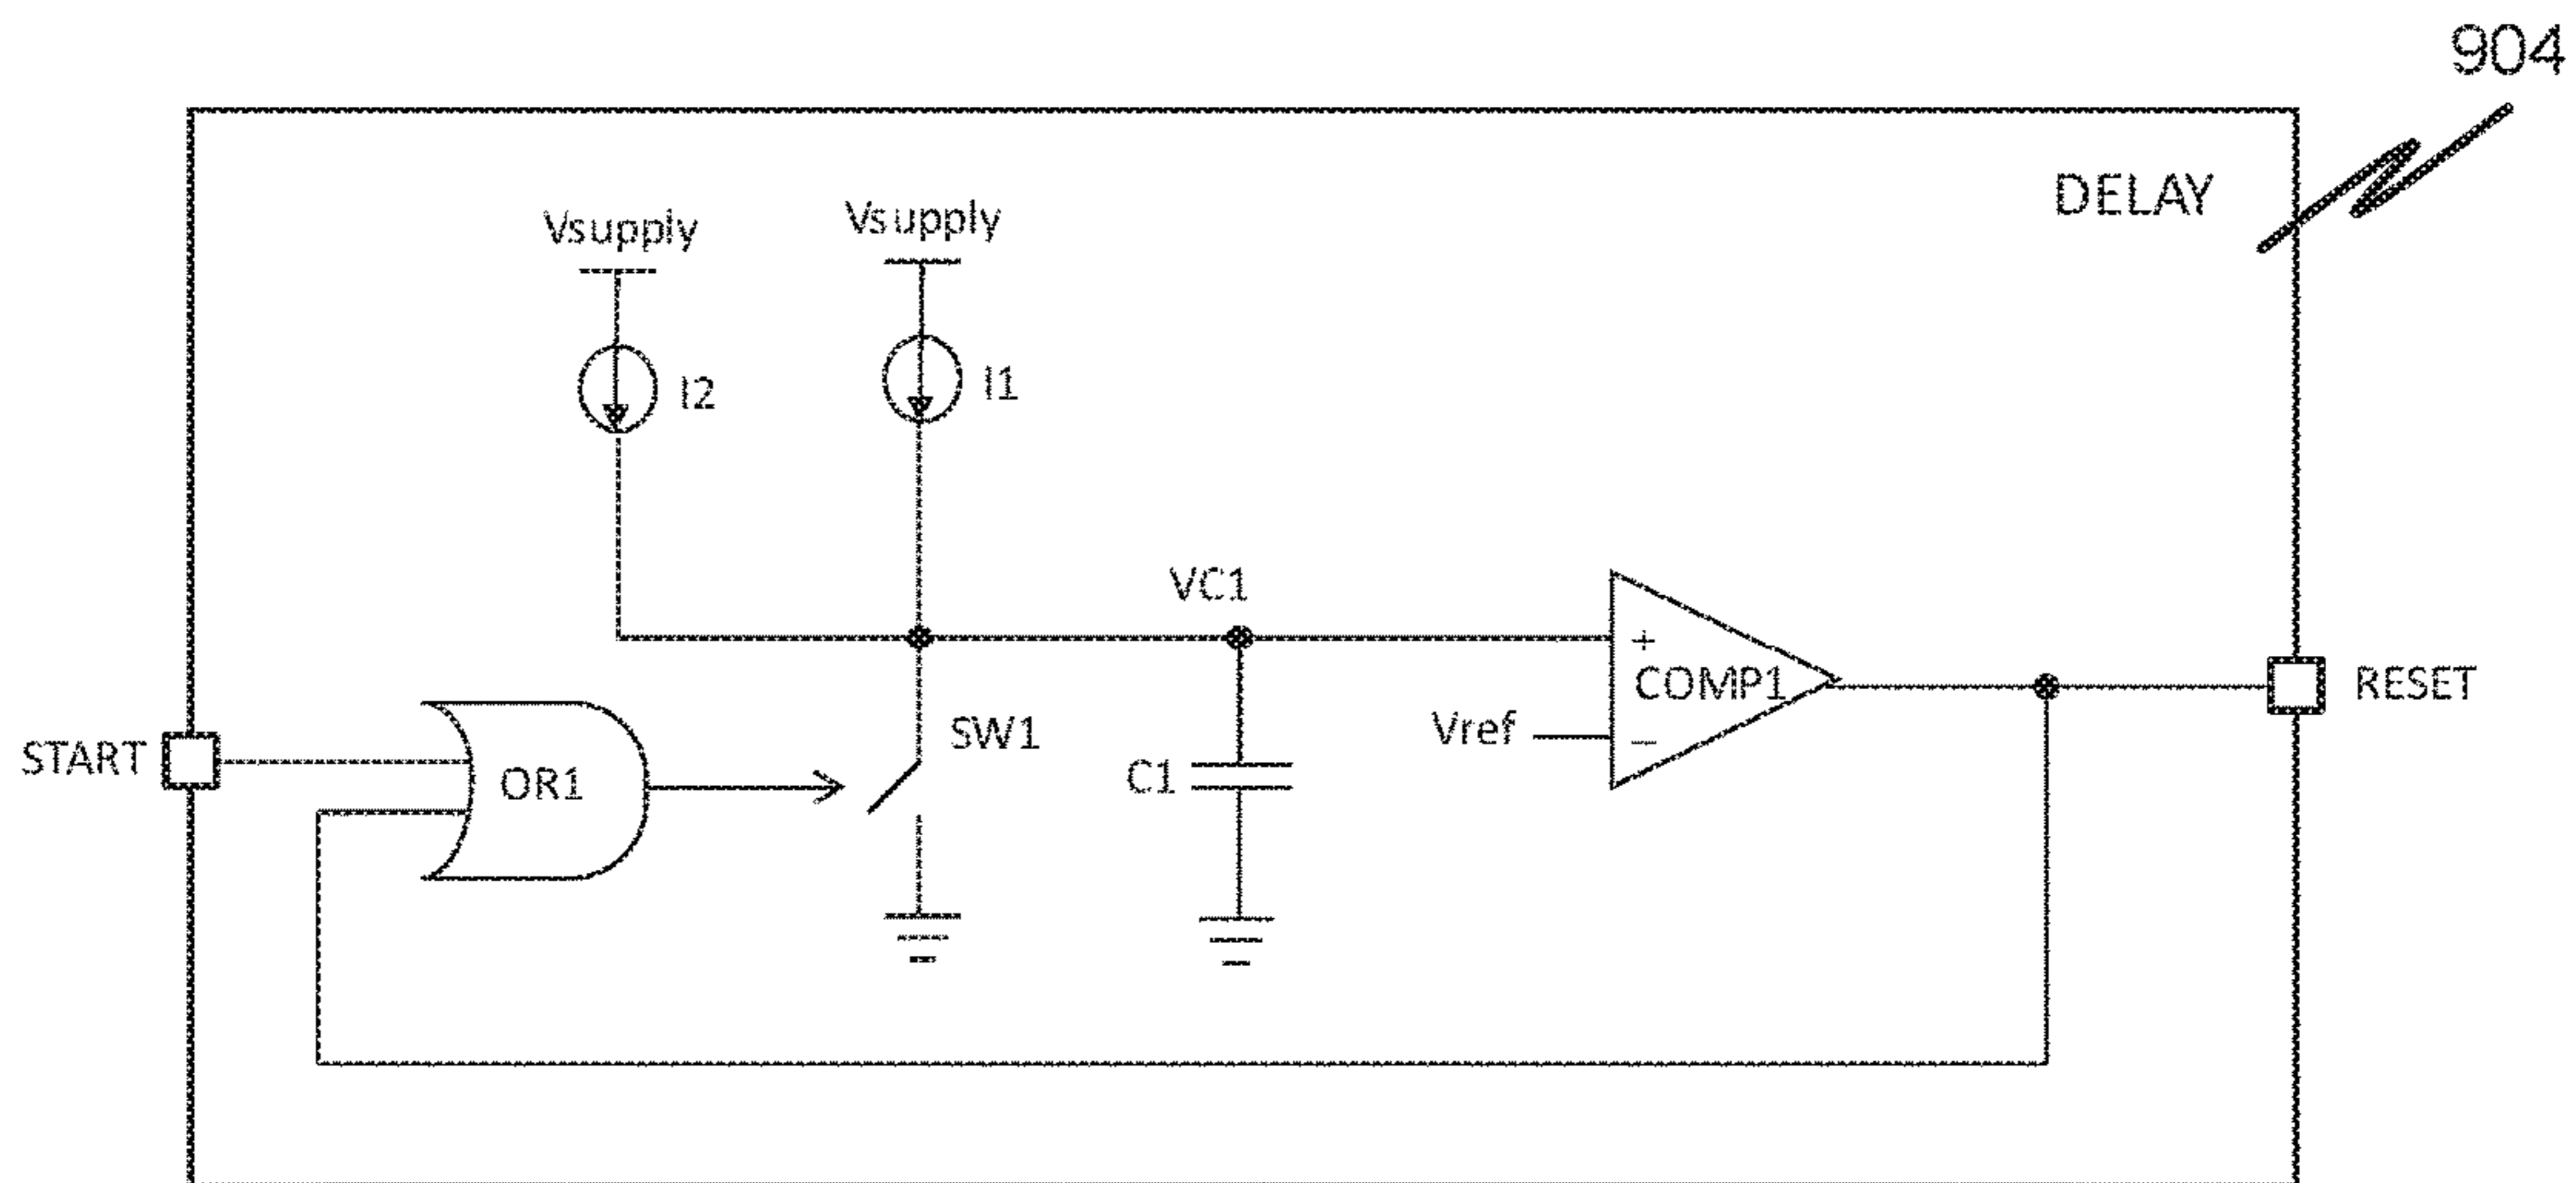 904
DELAY
Vsupply
Vsupply
I2
I1
VC1
+
COMP1
−
Vref
RESET
START
OR1
SW1
C1